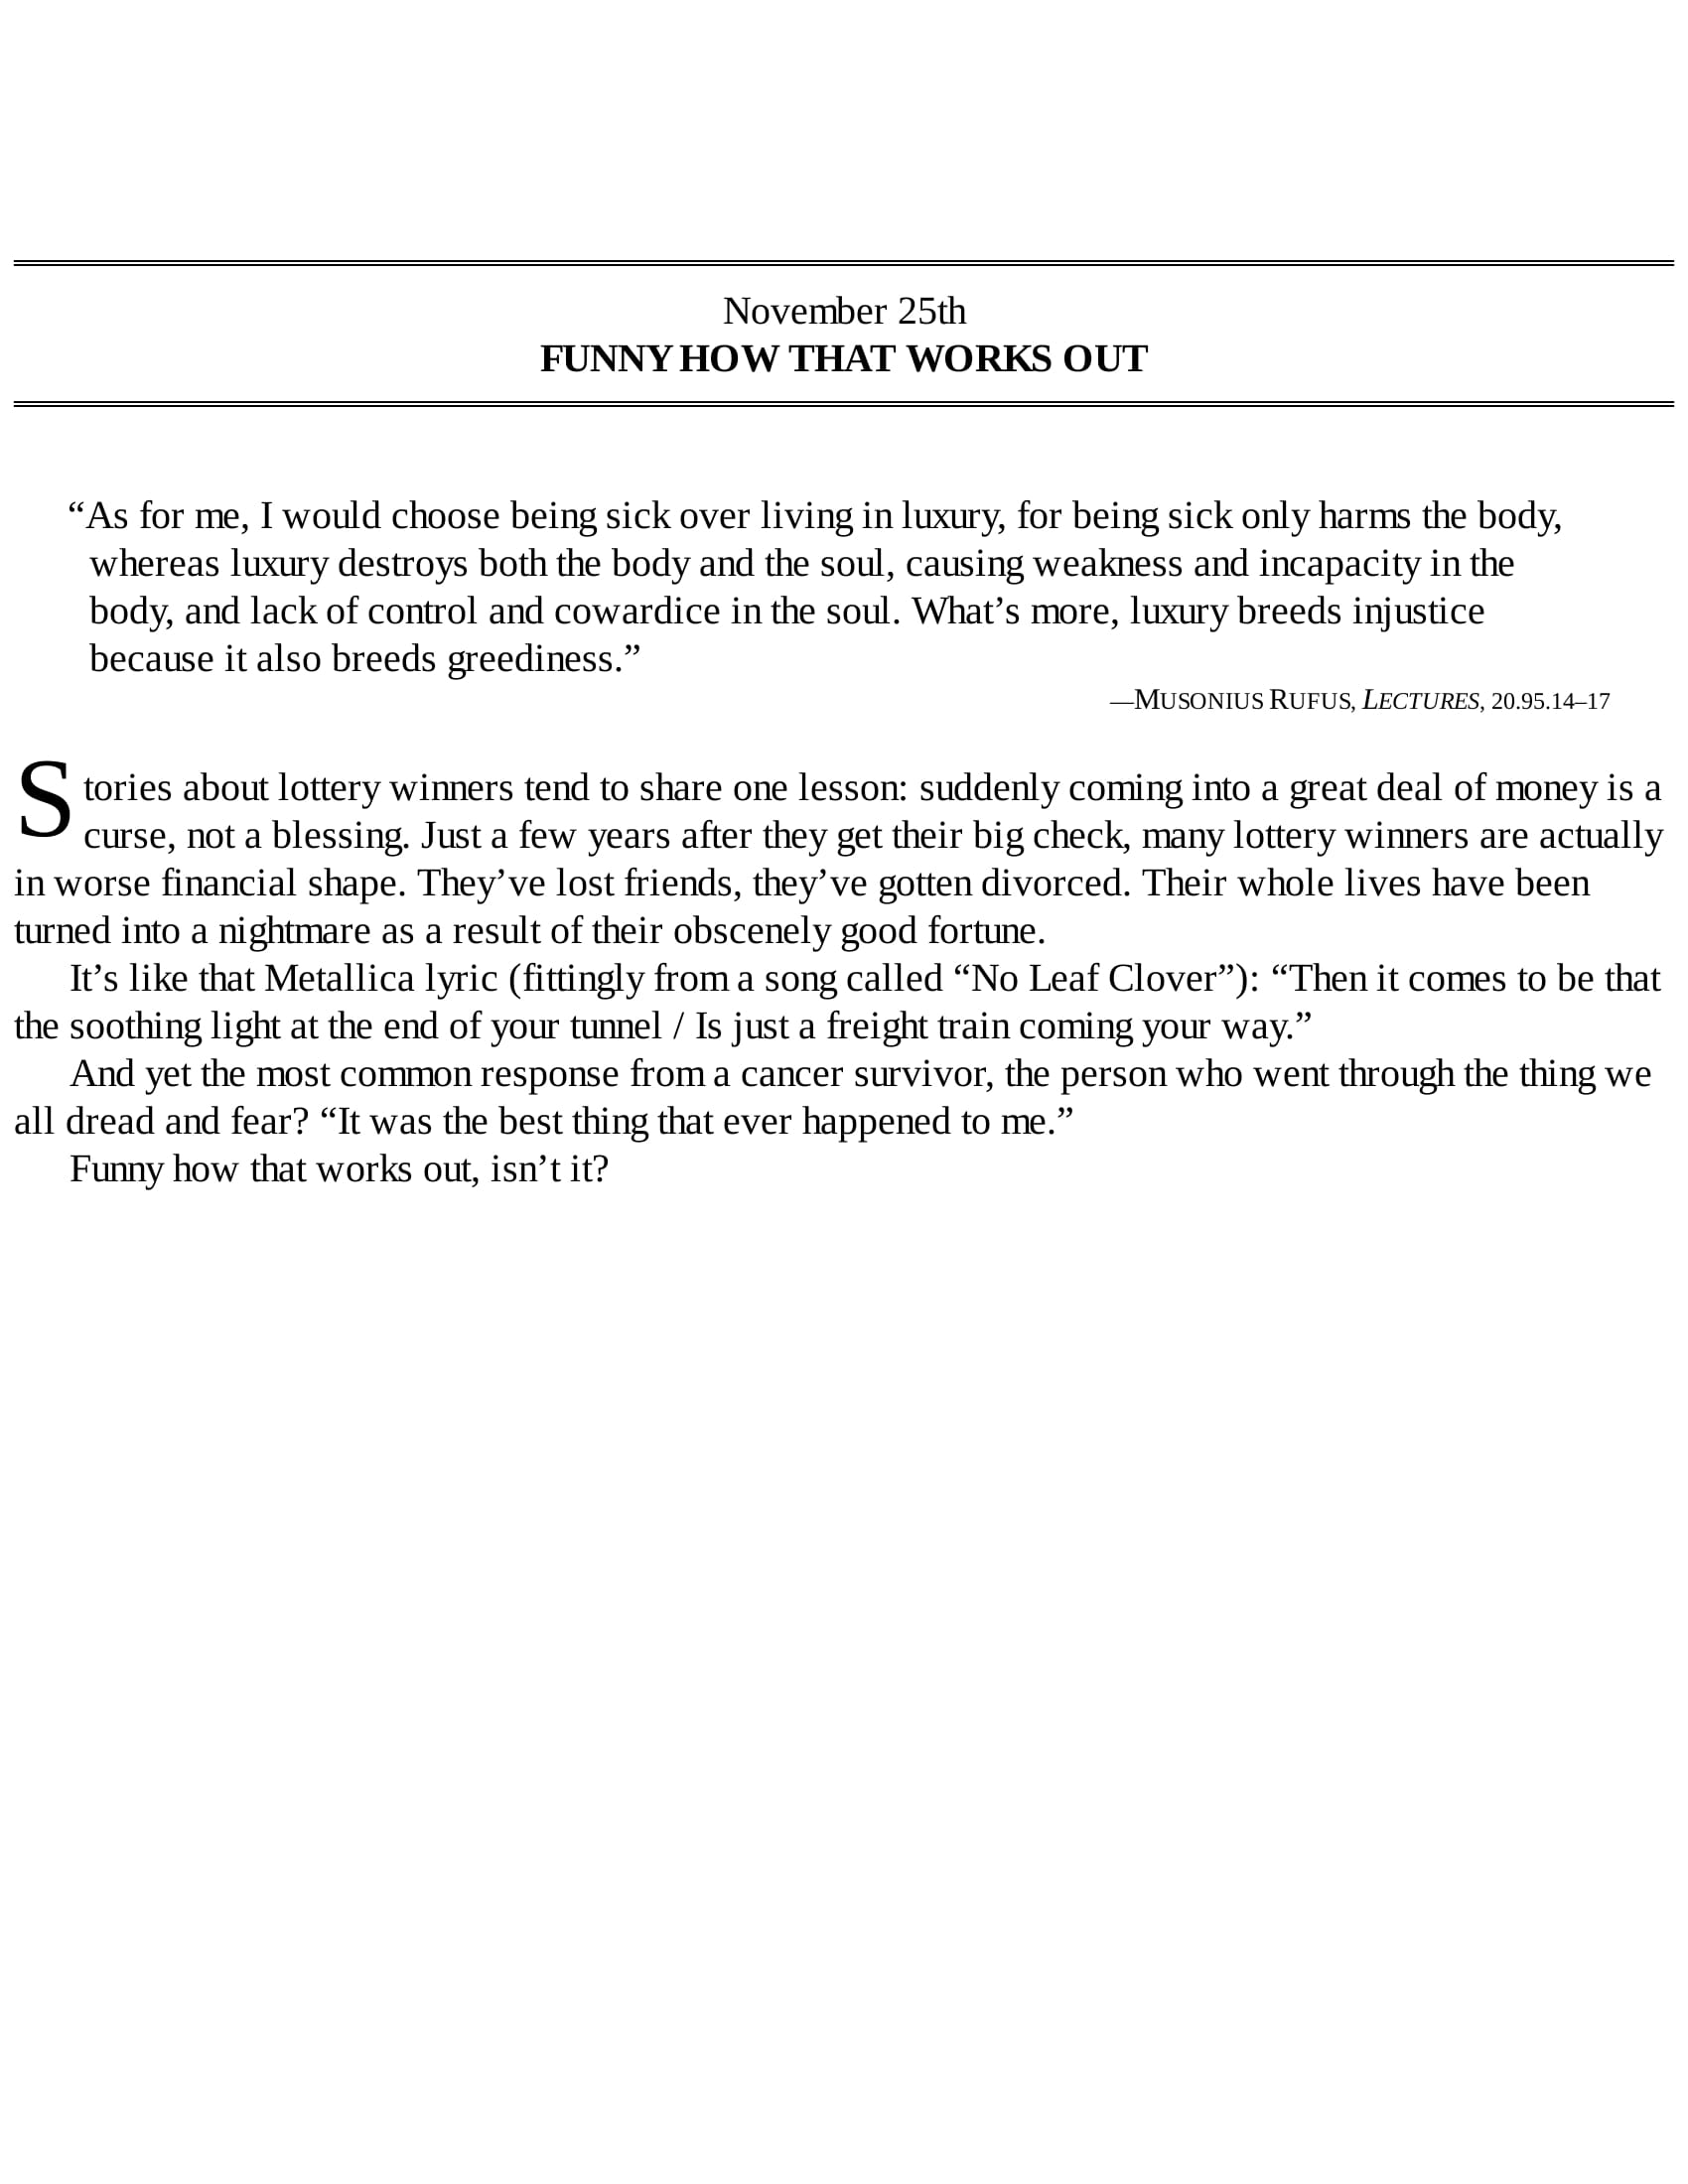 November 25th
FUNNY HOW THAT WORKS OUT
“As for me, I would choose being sick over living in luxury, for being sick only harms the body,
whereas luxury destroys both the body and the soul, causing weakness and incapacity in the
body, and lack of control and cowardice in the soul. What’s more, luxury breeds injustice
because it also breeds greediness.”
—MUSONIUS RUFUS, LECTURES, 20.95.14–17
Stories about lottery winners tend to share one lesson: suddenly coming into a great deal of money is a
curse, not a blessing. Just a few years after they get their big check, many lottery winners are actually
in worse financial shape. They’ve lost friends, they’ve gotten divorced. Their whole lives have been
turned into a nightmare as a result of their obscenely good fortune.
It’s like that Metallica lyric (fittingly from a song called “No Leaf Clover”): “Then it comes to be that
the soothing light at the end of your tunnel / Is just a freight train coming your way.”
And yet the most common response from a cancer survivor, the person who went through the thing we
all dread and fear? “It was the best thing that ever happened to me.”
Funny how that works out, isn’t it?